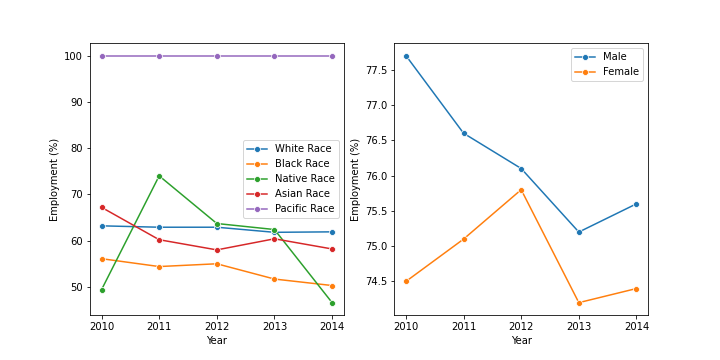 100
90
80
70
60
50
Employment (%)
2010 2011 2012 2013 2014
Year
White Race
Black Race
Native Race
Asian Race
Pacific Race
77.5
77.0
76.5
76.0
75.5
75.0
74.5
Employment (%)
2010 2011 2012 2013 2014
Year
Male
Female